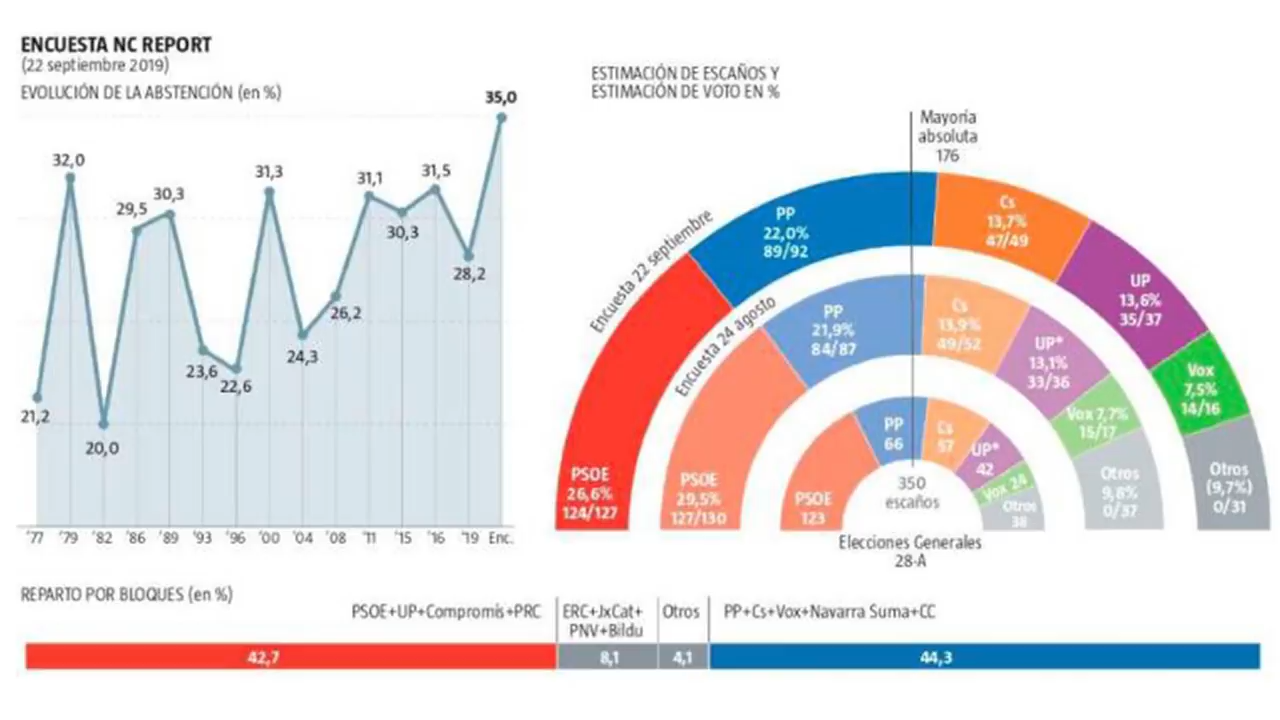 ENCUESTA NC REPORT
(22 septiembre 2019)
EVOLUCIÓN DE LA ABSTENCIÓN (en %)
35,0
32,0
31,3
31,1
31,5
30,3
29,5
30,3
28,2
26,2
24,3
23,6
22,6
21,2
20,0
'77 '79 '82 '86 '89 '93 '96 '00 '04 '08 '11 '15 '16 '19 Enc.
ESTIMACIÓN DE ESCAÑOS Y
ESTIMACIÓN DE VOTO EN %
Mayoría
absoluta
176
Encuesta 22 septiembre
PSOE
26,6%
124/127
PP
22,0%
89/92
Cs
13,7%
47/49
UP
13,6%
35/37
Vox
7,5%
14/16
Otros
(9,7%)
0/31
Encuesta 24 agosto
PSOE
29,5%
127/130
PP
21,9%
84/87
Cs
13,9%
49/52
UP*
13,1%
33/36
Vox 7,7%
15/17
Otros
9,8%
0/37
PSOE
123
PP
66
Cs
57
UP*
42
Vox 24
Otros
38
350
escaños
Elecciones Generales
28-A
REPARTO POR BLOQUES (en %)
PSOE+UP+Compromís+PRC
ERC+JxCat+
PNV+Bildu
Otros
PP+Cs+Vox+Navarra Suma+CC
42,7
8,1
4,1
44,3